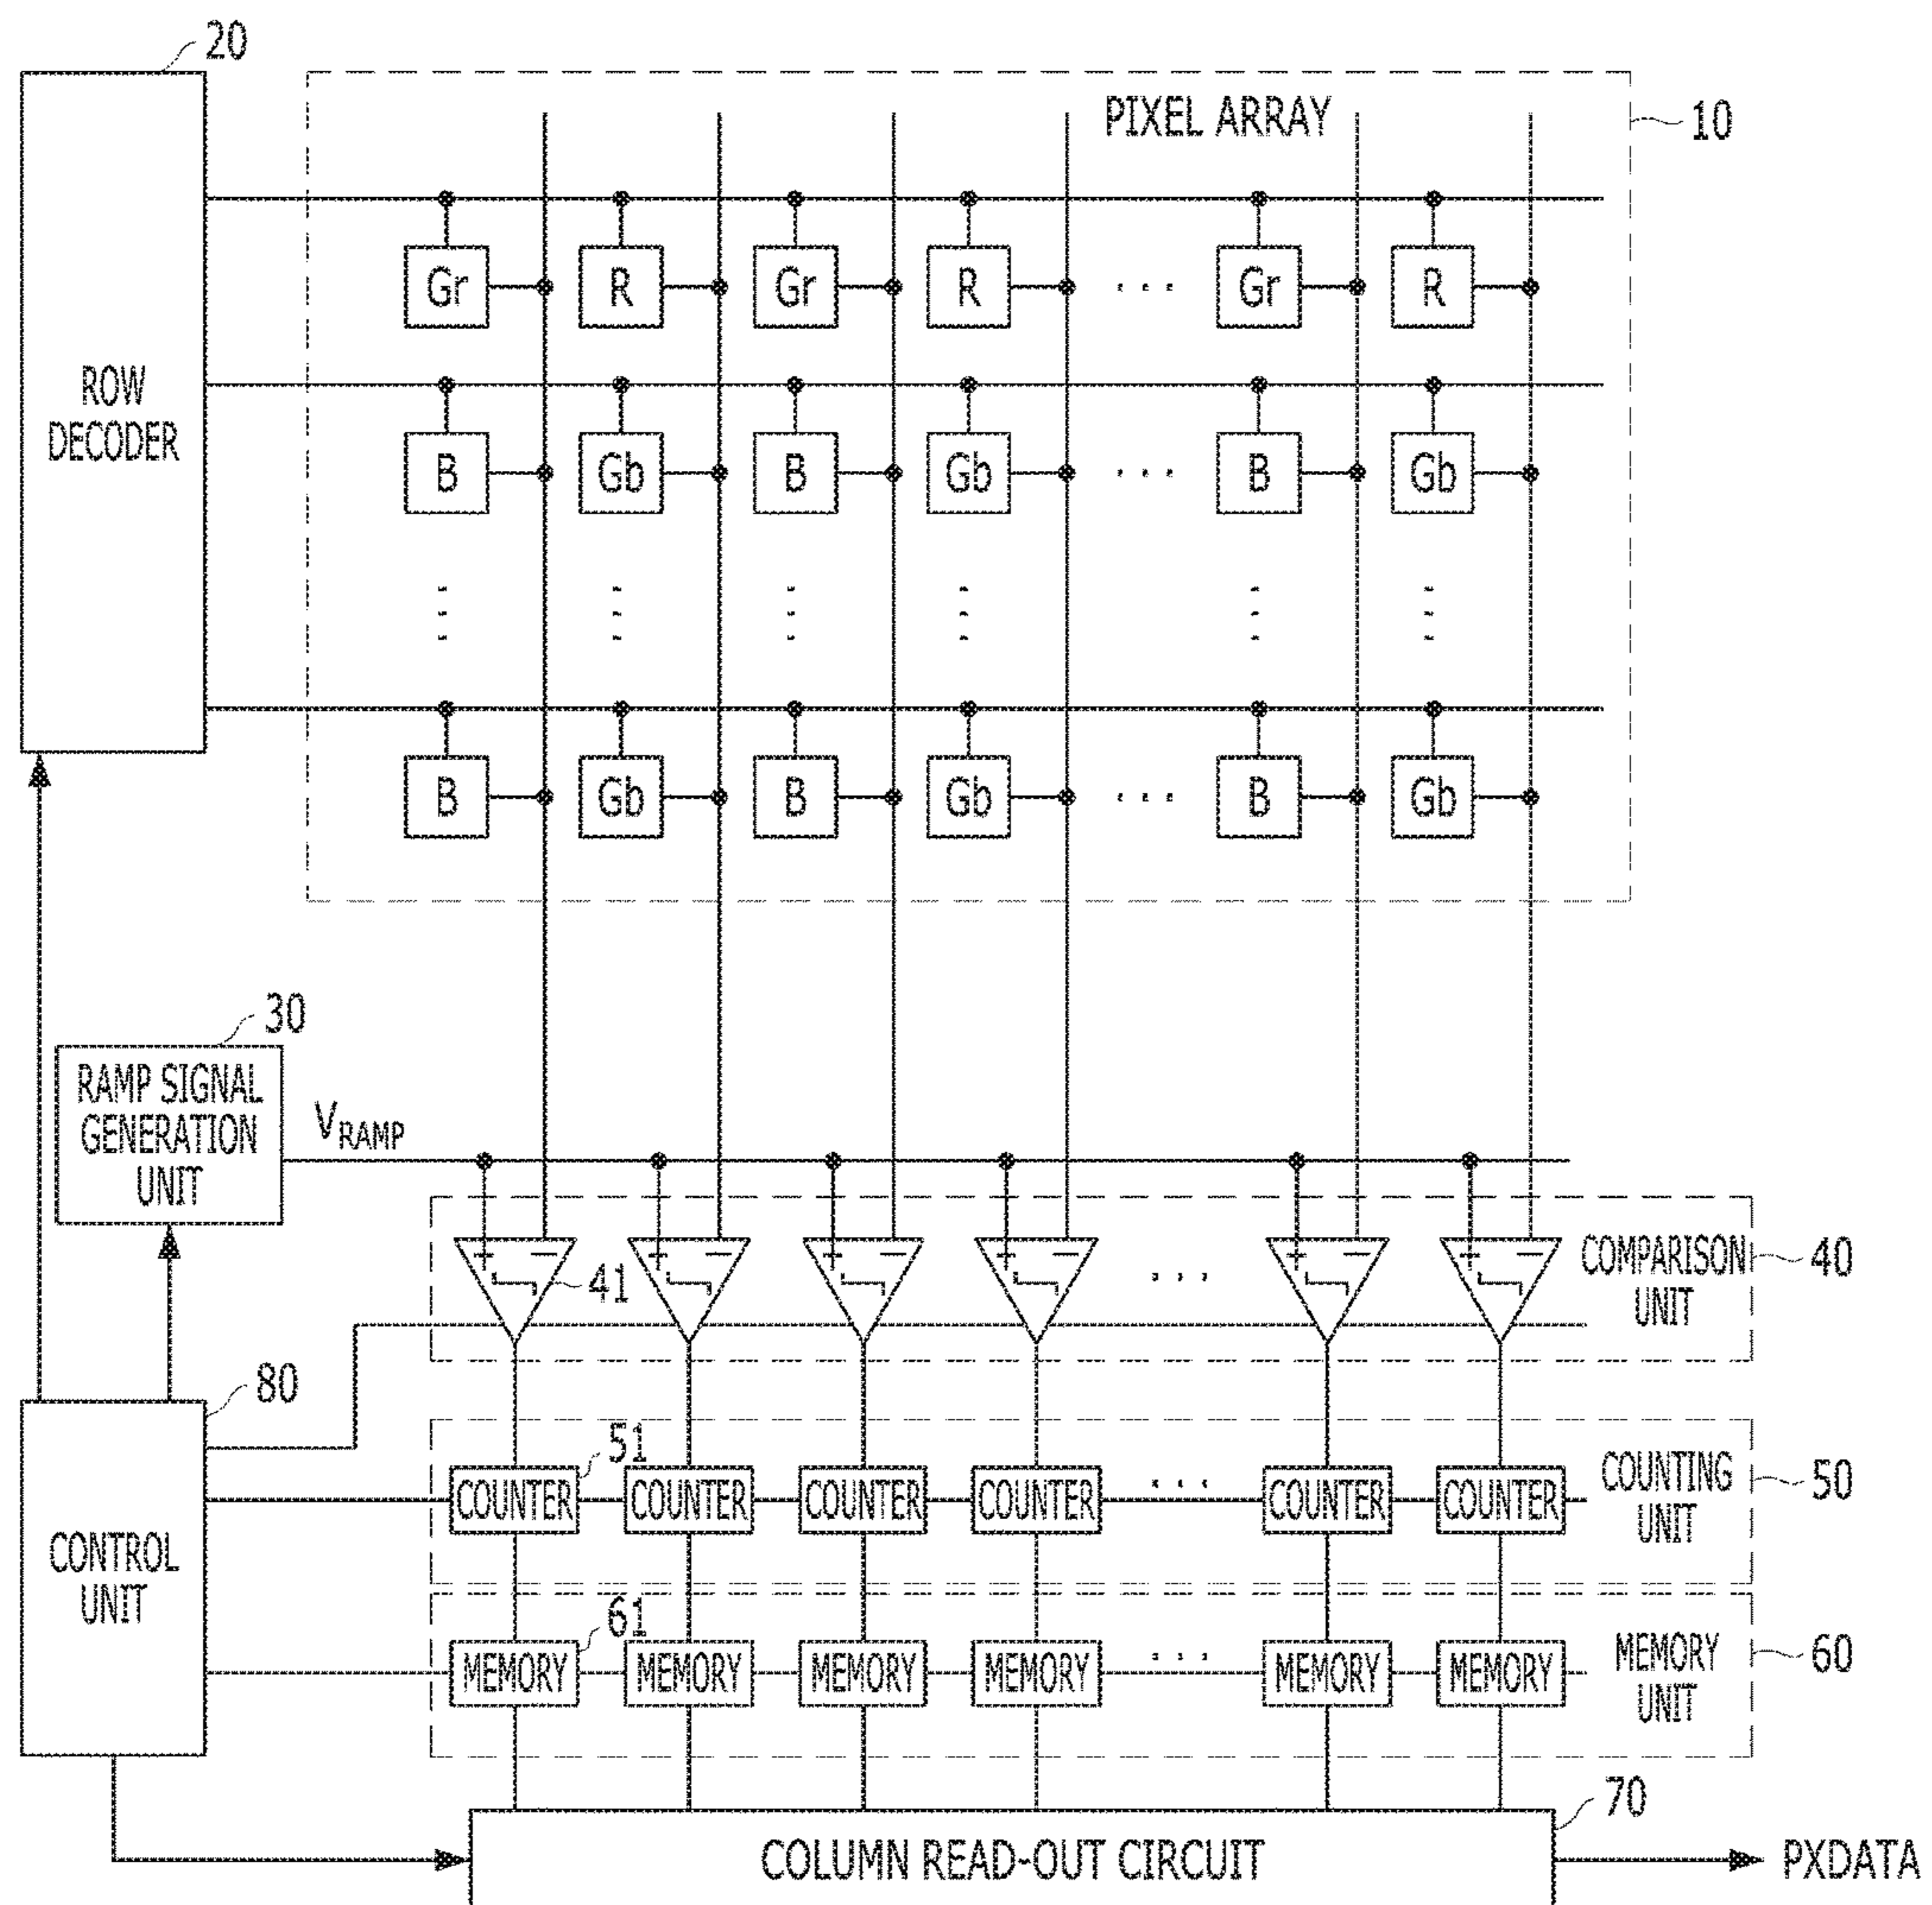 20
PIXEL ARRAY
10
Gr R Gr R ... Gr R
ROW
DECODER
B Gb B Gb ... B Gb
B Gb B Gb ... B Gb
30
RAMP SIGNAL
GENERATION
UNIT
VRAMP
+ − + − + − + − + − + −
41
...
COMPARISON
UNIT
40
80
CONTROL
UNIT
51
COUNTER COUNTER COUNTER COUNTER ... COUNTER COUNTER
COUNTING
UNIT
50
61
MEMORY MEMORY MEMORY MEMORY ... MEMORY MEMORY
MEMORY
UNIT
60
70
COLUMN READ-OUT CIRCUIT
PXDATA